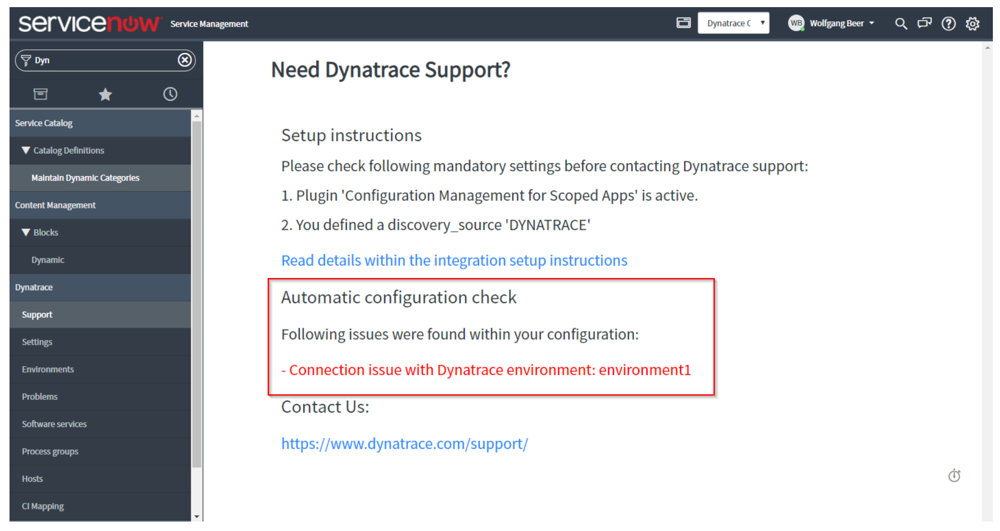 servicenow Service Management
Dynatrace C
WB Wolfgang Beer
Dyn
Service Catalog
Catalog Definitions
Maintain Dynamic Categories
Content Management
Blocks
Dynamic
Dynatrace
Support
Settings
Environments
Problems
Software services
Process groups
Hosts
CI Mapping
Need Dynatrace Support?
Setup instructions
Please check following mandatory settings before contacting Dynatrace support:
1. Plugin 'Configuration Management for Scoped Apps' is active.
2. You defined a discovery_source 'DYNATRACE'
Read details within the integration setup instructions
Automatic configuration check
Following issues were found within your configuration:
- Connection issue with Dynatrace environment: environment1
Contact Us:
https://www.dynatrace.com/support/